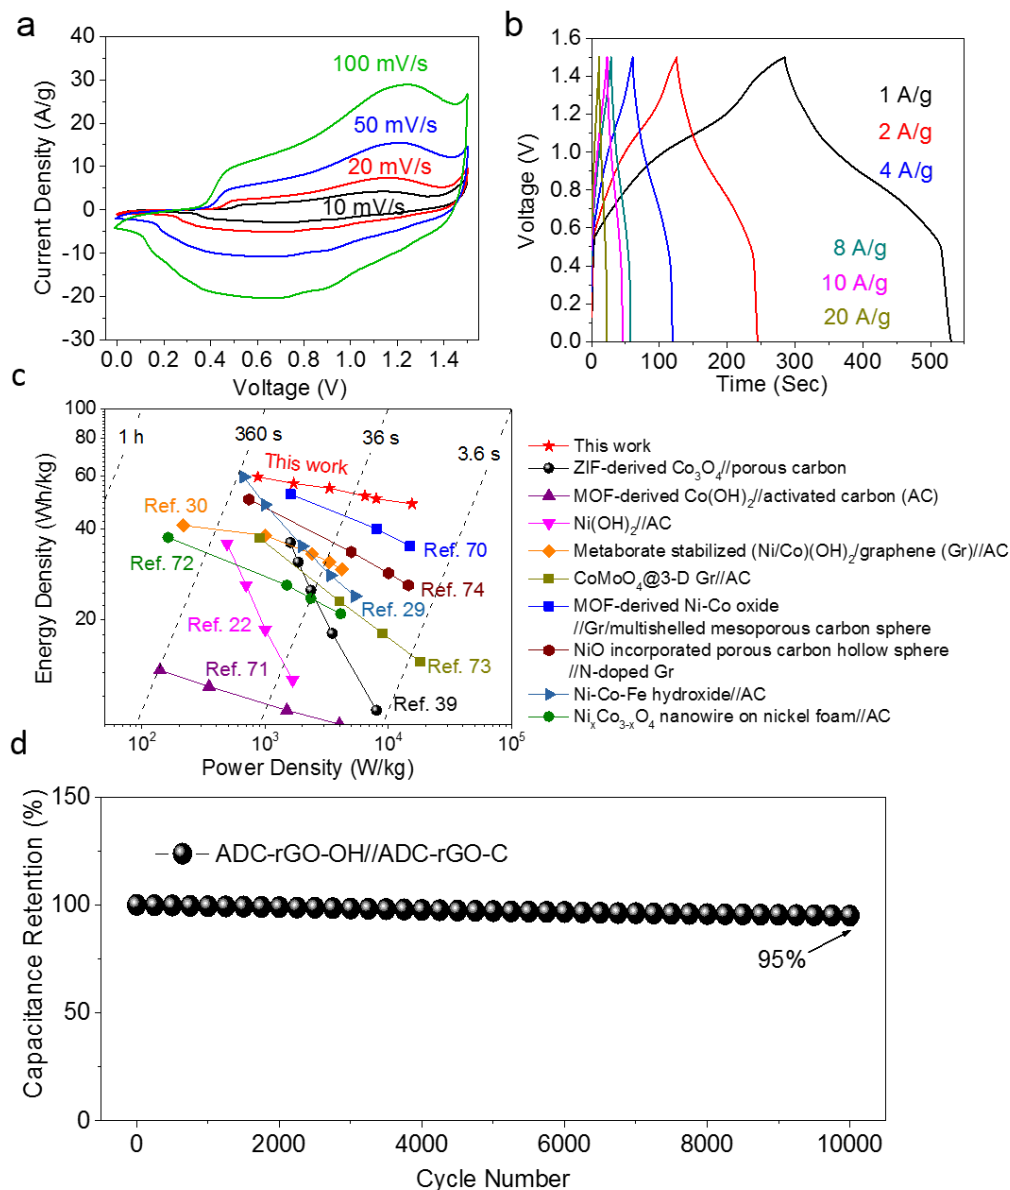 a
40
30
20
10
0
-10
-20
-30
Current Density (A/g)
100 mV/s
50 mV/s
20 mV/s
10 mV/s
0.0 0.2 0.4 0.6 0.8 1.0 1.2 1.4
Voltage (V)
b
1.6
1.4
1.2
1.0
0.8
0.6
0.4
0.2
0.0
Voltage (V)
1 A/g
2 A/g
4 A/g
8 A/g
10 A/g
20 A/g
0 100 200 300 400 500
Time (Sec)
c
100
80
60
40
20
Energy Density (Wh/kg)
1 h
360 s
36 s
3.6 s
This work
Ref. 30
Ref. 70
Ref. 72
Ref. 74
Ref. 29
Ref. 22
Ref. 71
Ref. 73
Ref. 39
10² 10³ 10⁴ 10⁵
Power Density (W/kg)
This work
ZIF-derived Co₃O₄//porous carbon
MOF-derived Co(OH)₂//activated carbon (AC)
Ni(OH)₂//AC
Metaborate stabilized (Ni/Co)(OH)₂/graphene (Gr)//AC
CoMoO₄@3-D Gr//AC
MOF-derived Ni-Co oxide
//Gr/multishelled mesoporous carbon sphere
NiO incorporated porous carbon hollow sphere
//N-doped Gr
Ni-Co-Fe hydroxide//AC
NiₓCo₃₋ₓO₄ nanowire on nickel foam//AC
d
150
100
50
0
Capacitance Retention (%)
ADC-rGO-OH//ADC-rGO-C
95%
0 2000 4000 6000 8000 10000
Cycle Number